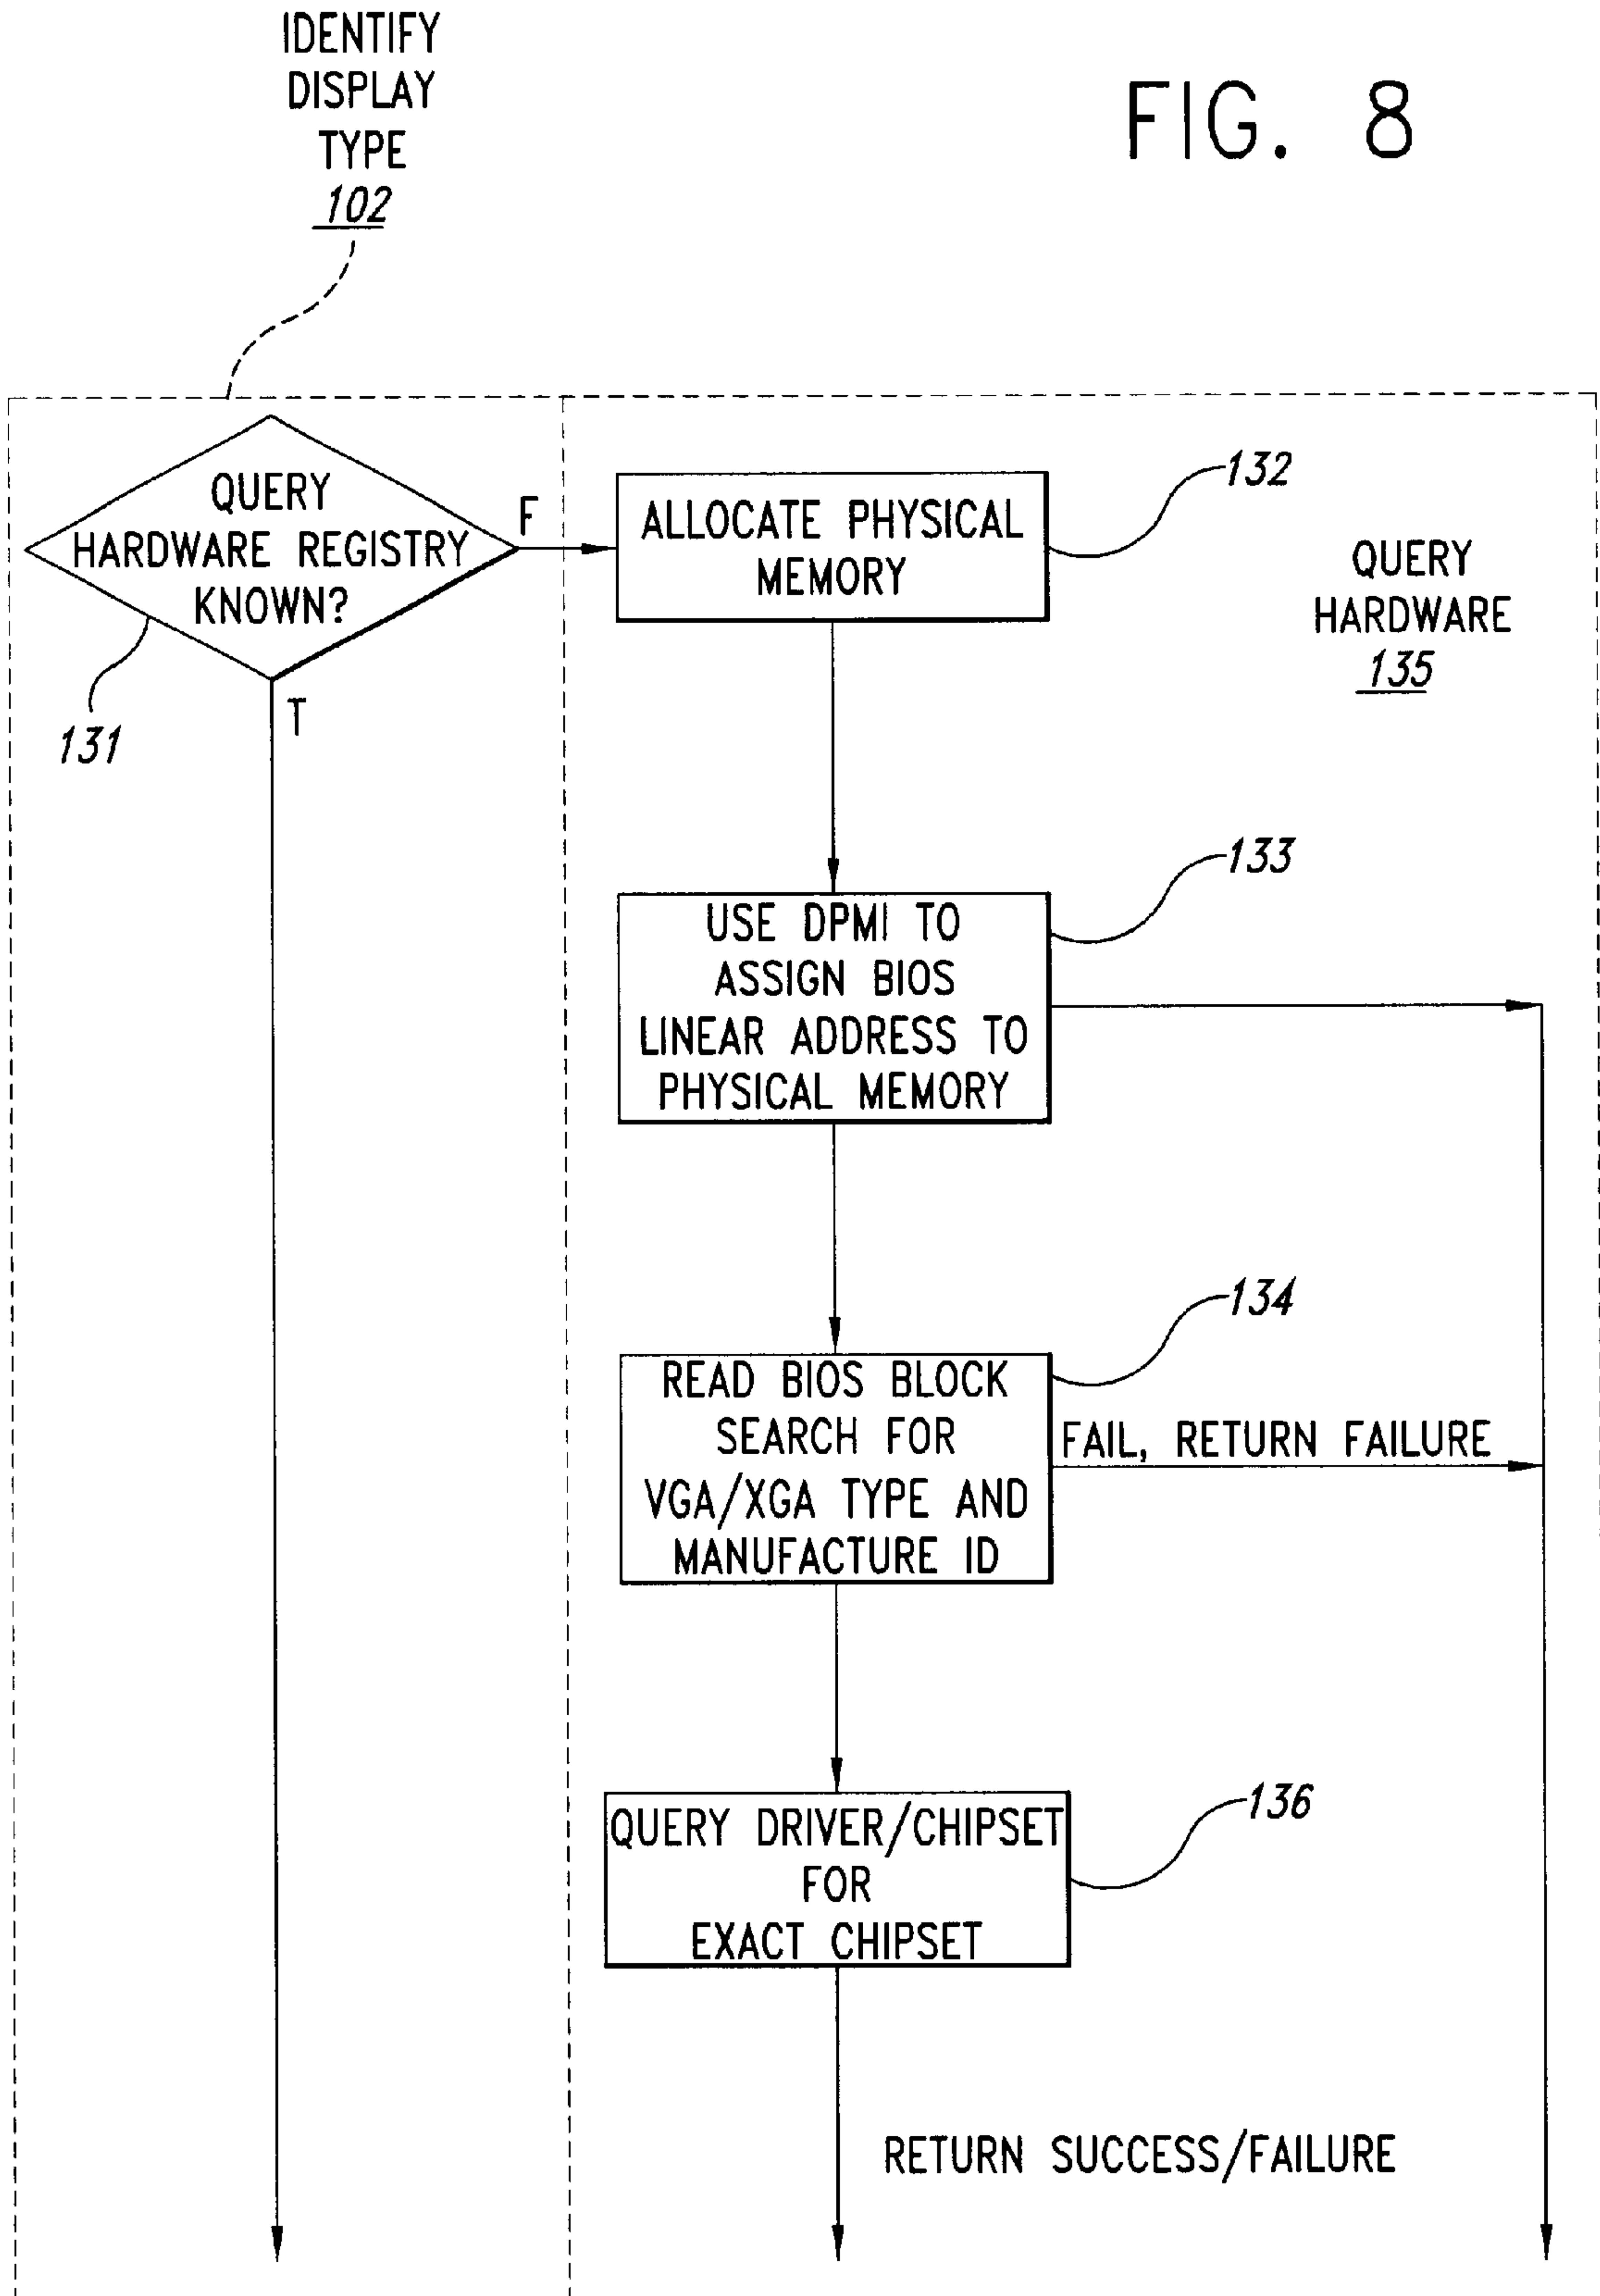 IDENTIFY
DISPLAY
TYPE
102
FIG. 8
QUERY
HARDWARE REGISTRY
KNOWN?
F
T
131
ALLOCATE PHYSICAL
MEMORY
132
QUERY
HARDWARE
135
USE DPMI TO
ASSIGN BIOS
LINEAR ADDRESS TO
PHYSICAL MEMORY
133
READ BIOS BLOCK
SEARCH FOR
VGA/XGA TYPE AND
MANUFACTURE ID
134
FAIL, RETURN FAILURE
QUERY DRIVER/CHIPSET
FOR
EXACT CHIPSET
136
RETURN SUCCESS/FAILURE